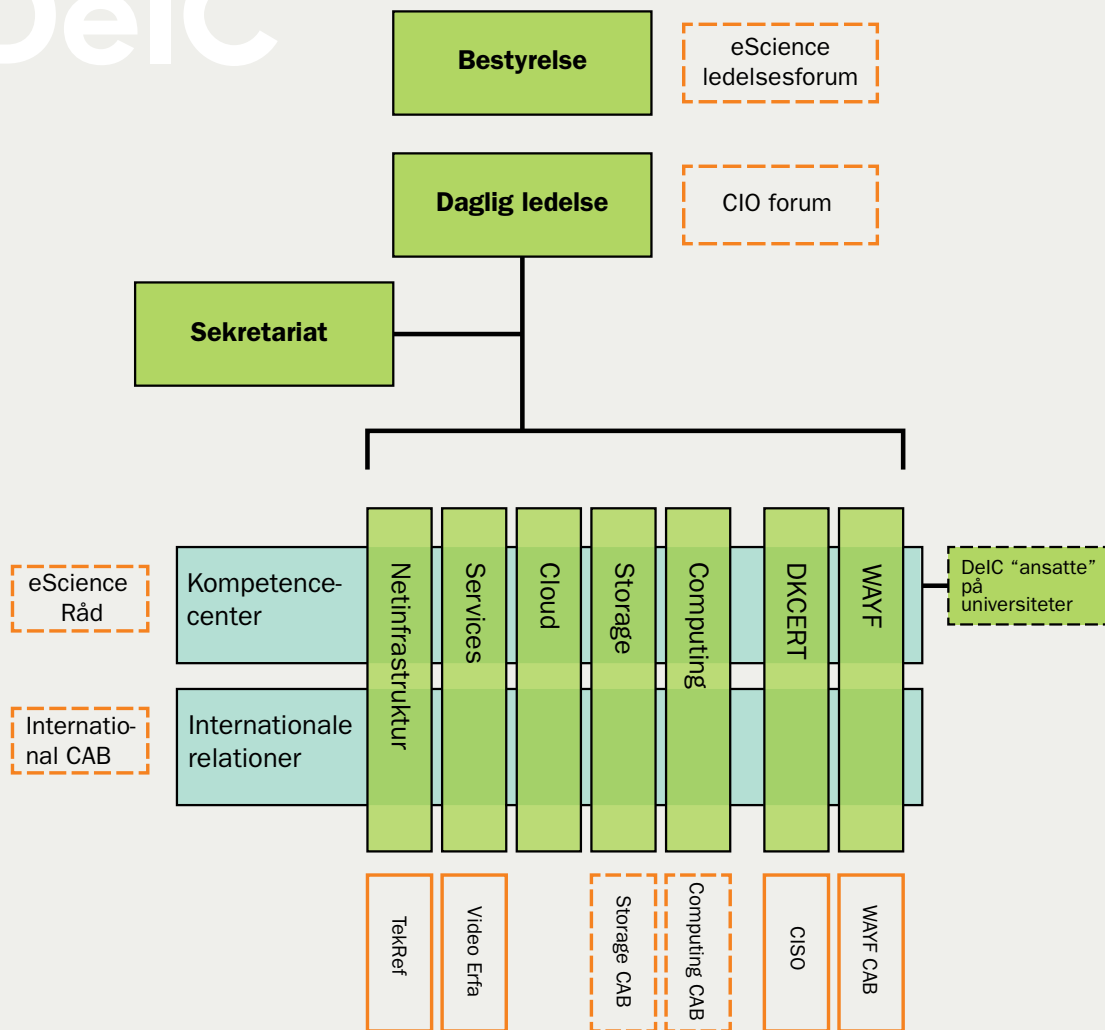 DeIC
Bestyrelse
eScience
ledelsesforum
Daglig ledelse
CIO forum
Sekretariat
eScience
Råd
Kompetence-
center
Internatio-
nal CAB
Internationale
relationer
Netinfrastruktur
Services
Cloud
Storage
Computing
DKCERT
WAYF
DeIC “ansatte”
på
universiteter
TekRef
Video Erfa
Storage CAB
Computing CAB
CISO
WAYF CAB